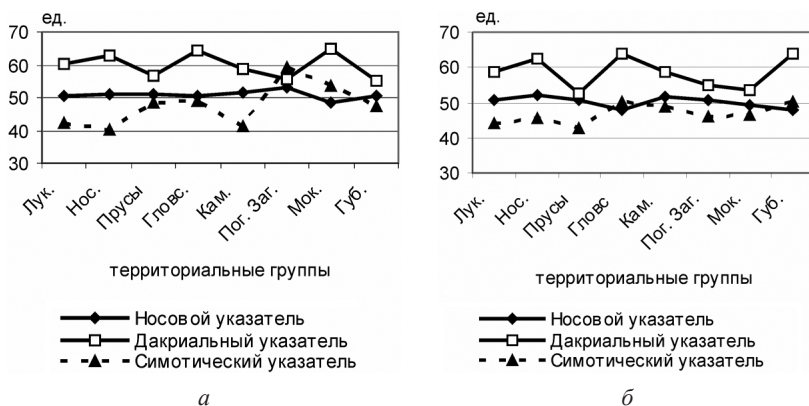 ед.
70
60
50
40
30
Лук.
Нос.
Прусы
Гловс.
Кам.
Пог. Заг.
Мок.
Губ.
территориальные группы
Носовой указатель
Дакриальный указатель
Симотический указатель
а
ед.
70
60
50
40
30
Лук.
Нос.
Прусы
Гловс
Кам.
Пог. Заг.
Мок.
Губ.
территориальные группы
Носовой указатель
Дакриальный указатель
Симотический указатель
б